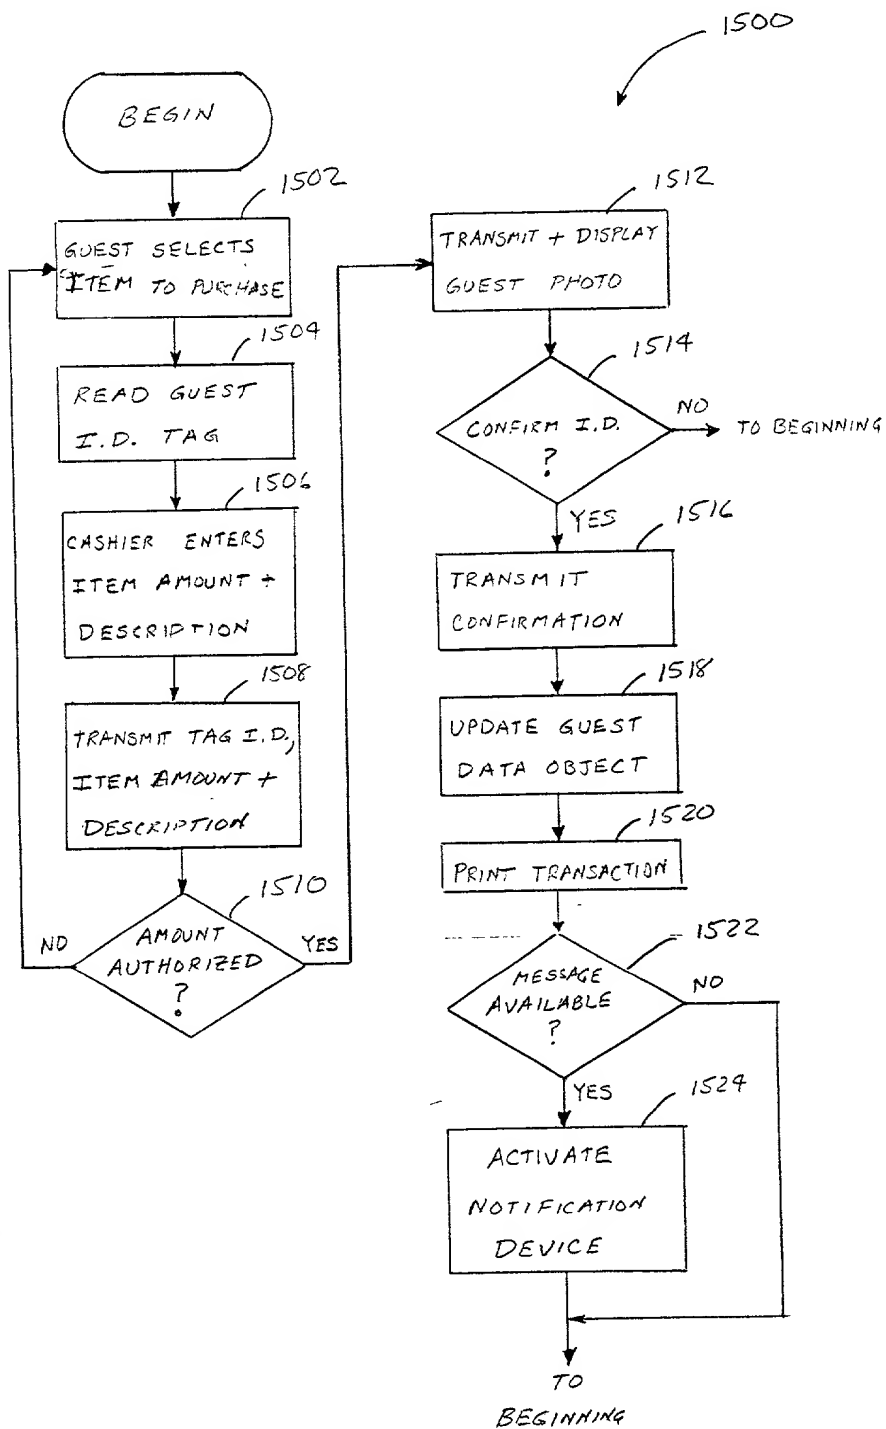 1500
BEGIN
1502
GUEST SELECTS
ITEM TO PURCHASE
1504
READ GUEST
I.D. TAG
1506
CASHIER ENTERS
ITEM AMOUNT +
DESCRIPTION
1508
TRANSMIT TAG I.D.,
ITEM AMOUNT +
DESCRIPTION
1510
AMOUNT
AUTHORIZED
?
NO
YES
1512
TRANSMIT + DISPLAY
GUEST PHOTO
1514
CONFIRM I.D.
?
NO
TO BEGINNING
YES
1516
TRANSMIT
CONFIRMATION
1518
UPDATE GUEST
DATA OBJECT
1520
PRINT TRANSACTION
1522
MESSAGE
AVAILABLE
?
NO
YES
1524
ACTIVATE
NOTIFICATION
DEVICE
TO
BEGINNING